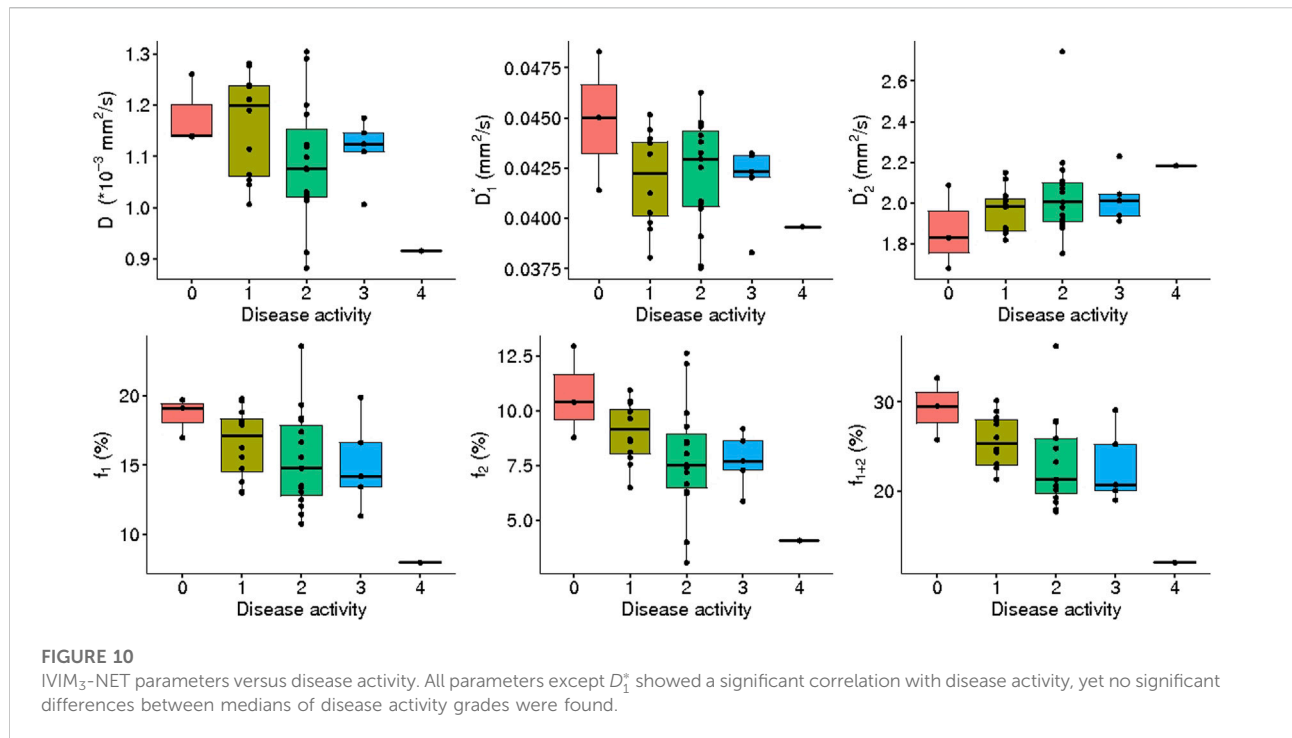 1.3
1.2
1.1
1.0
0.9
D (*10⁻³ mm²/s)
0 1 2 3 4
Disease activity
0.0475
0.0450
0.0425
0.0400
0.0375
D₁* (mm²/s)
0 1 2 3 4
Disease activity
2.6
2.4
2.2
2.0
1.8
D₂* (mm²/s)
0 1 2 3 4
Disease activity
20
15
10
f₁ (%)
0 1 2 3 4
Disease activity
12.5
10.0
7.5
5.0
f₂ (%)
0 1 2 3 4
Disease activity
30
20
f₁₊₂ (%)
0 1 2 3 4
Disease activity
FIGURE 10
IVIM₃-NET parameters versus disease activity. All parameters except D₁* showed a significant correlation with disease activity, yet no significant
differences between medians of disease activity grades were found.